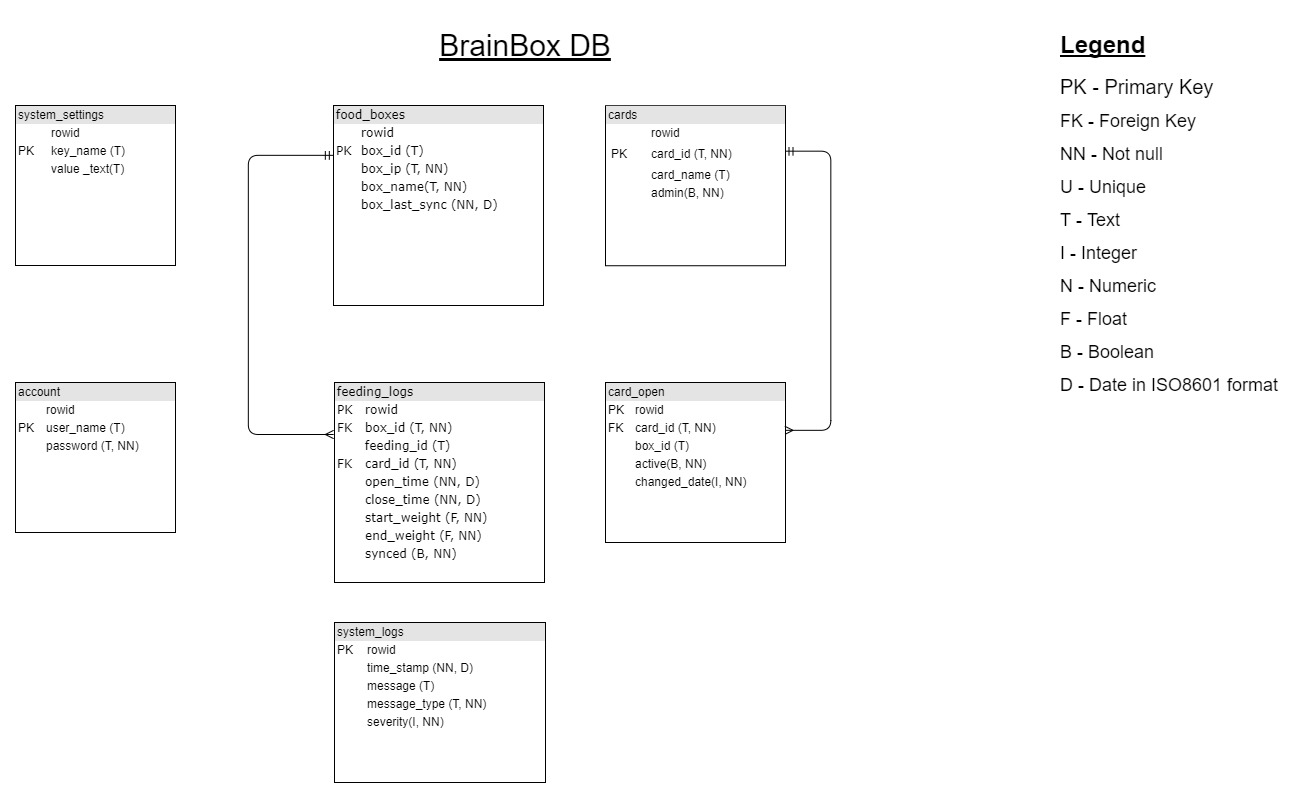 BrainBox DB
system_settings
rowid
PK key_name (T)
value _text(T)
food_boxes
rowid
PK box_id (T)
box_ip (T, NN)
box_name(T, NN)
box_last_sync (NN, D)
cards
rowid
PK card_id (T, NN)
card_name (T)
admin(B, NN)
account
rowid
PK user_name (T)
password (T, NN)
feeding_logs
PK rowid
FK box_id (T, NN)
feeding_id (T)
FK card_id (T, NN)
open_time (NN, D)
close_time (NN, D)
start_weight (F, NN)
end_weight (F, NN)
synced (B, NN)
card_open
PK rowid
FK card_id (T, NN)
box_id (T)
active(B, NN)
changed_date(I, NN)
system_logs
PK rowid
time_stamp (NN, D)
message (T)
message_type (T, NN)
severity(I, NN)
Legend
PK - Primary Key
FK - Foreign Key
NN - Not null
U - Unique
T - Text
I - Integer
N - Numeric
F - Float
B - Boolean
D - Date in ISO8601 format